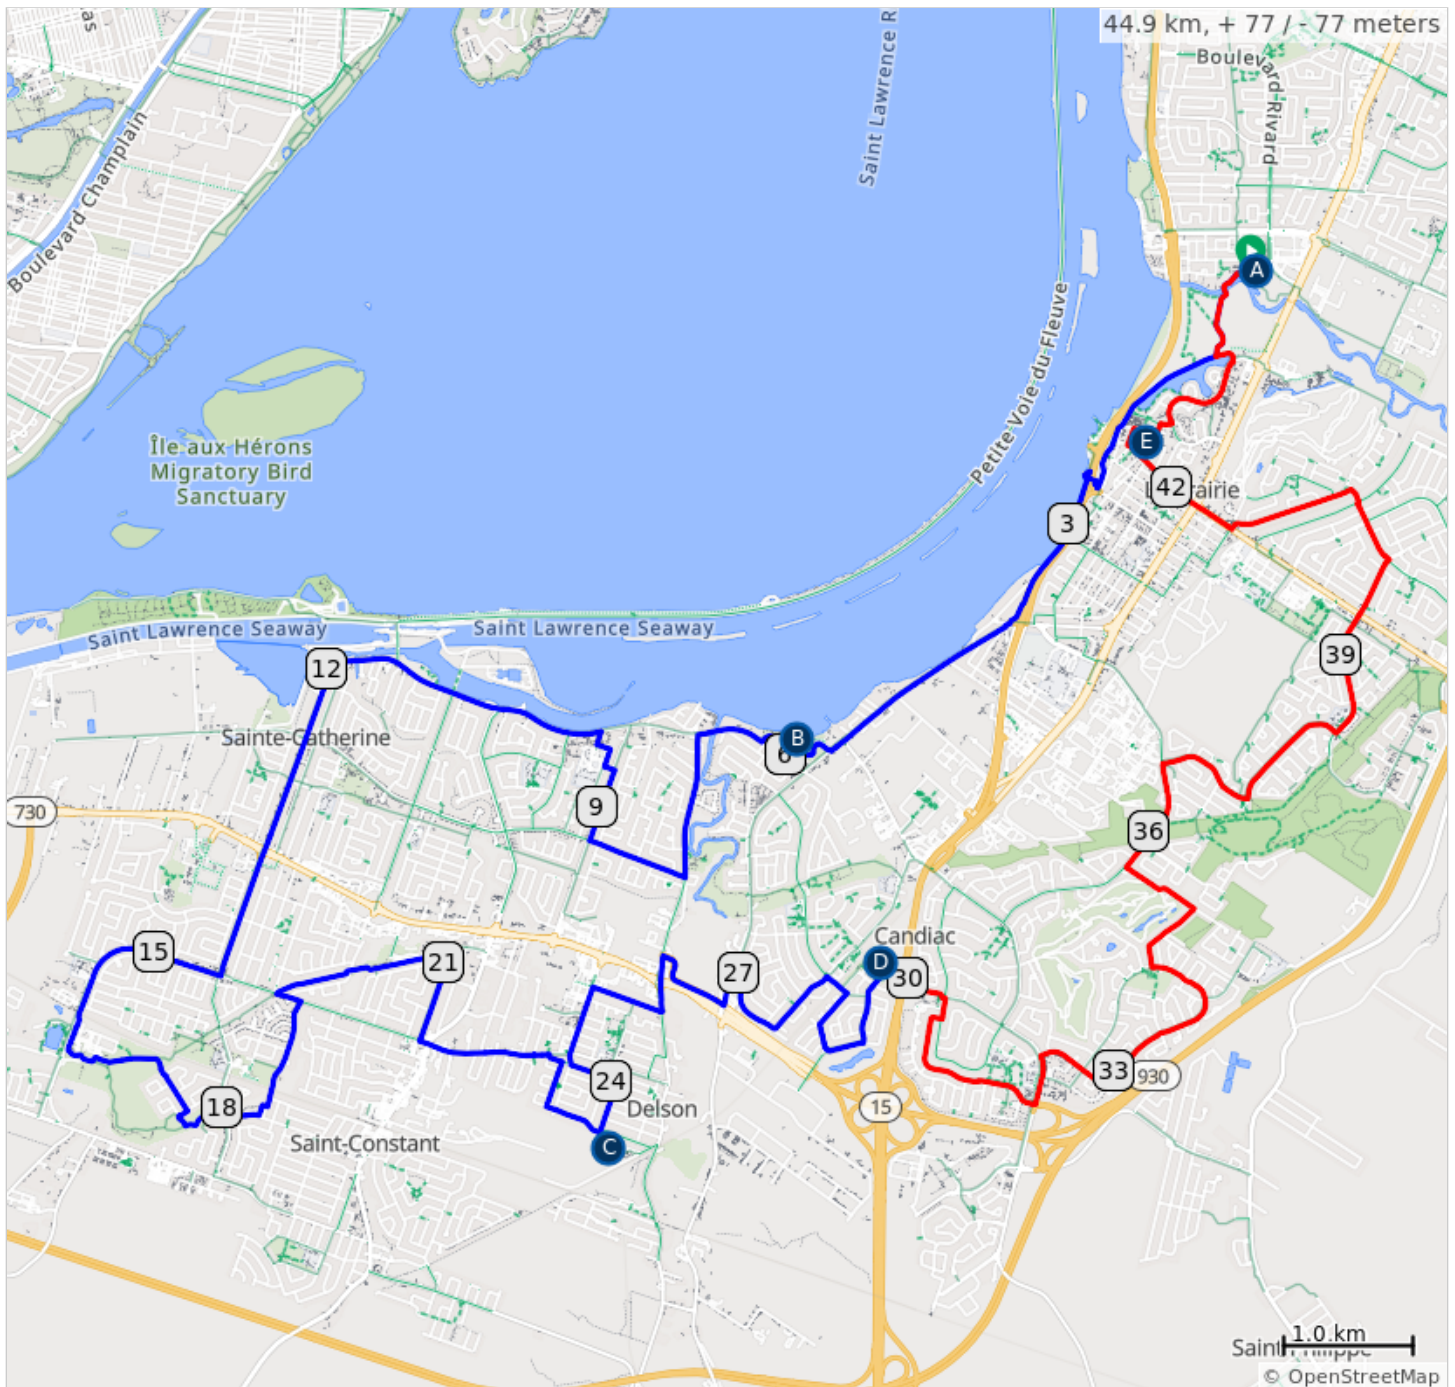 44.9 km, + 77 / - 77 meters
as
Boulevard Rivard
Saint Lawrence R
Boulevard Champlain
A
Petite Voie du Fleuve
Île aux Hérons
Migratory Bird
Sanctuary
E
42
3
Saint Lawrence Seaway
Saint Lawrence Seaway
39
12
Sainte-Catherine
B
6
730
9
36
Candiac
15
21
27
D
30
33
930
24
18
15
Delson
Saint-Constant
C
1.0 km
© OpenStreetMap